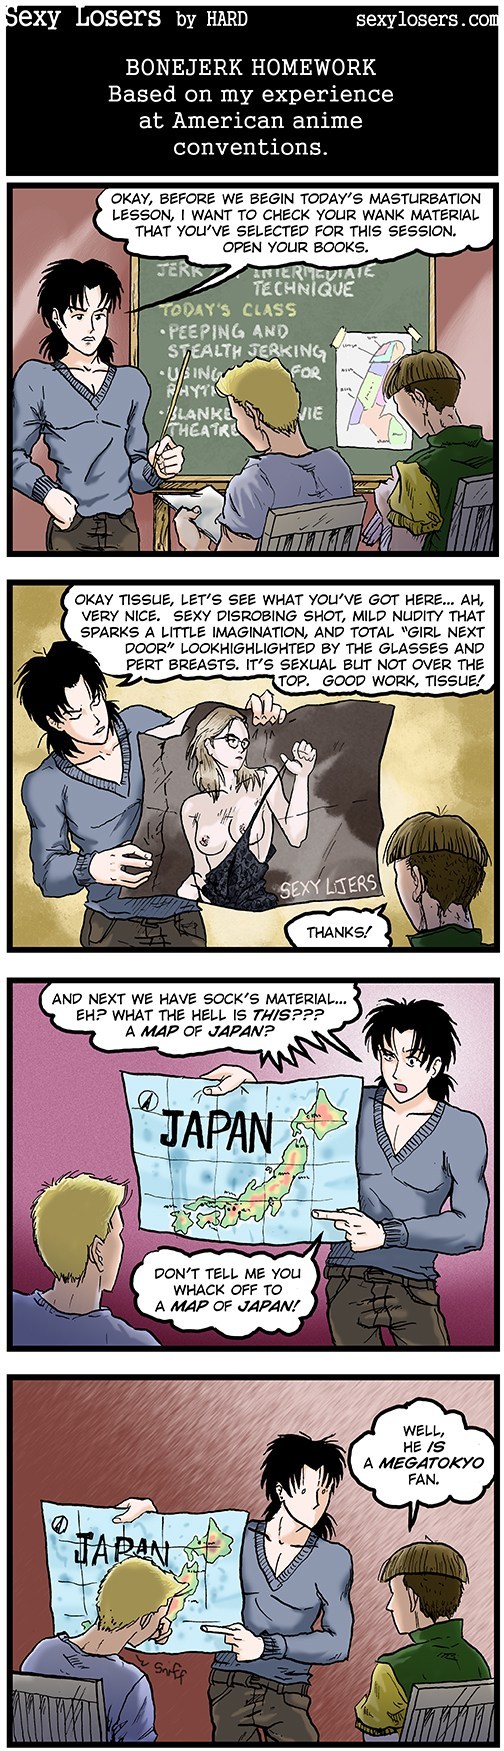 Sexy Losers by HARD
sexylosers.com
BONEJERK HOMEWORK
Based on my experience
at American anime
conventions.
OKAY, BEFORE WE BEGIN TODAY'S MASTURBATION
LESSON, I WANT TO CHECK YOUR WANK MATERIAL
THAT YOU'VE SELECTED FOR THIS SESSION.
OPEN YOUR BOOKS.
JERK
INTERMEDIATE
TECHNIQUE
TODAY'S CLASS
• PEEPING AND
STEALTH JERKING
FOR
THEATRE
OKAY TISSUE, LET'S SEE WHAT YOU'VE GOT HERE... AH,
VERY NICE. SEXY DISROBING SHOT, MILD NUDITY THAT
SPARKS A LITTLE IMAGINATION, AND TOTAL "GIRL NEXT
DOOR" LOOKHIGHLIGHTED BY THE GLASSES AND
PERT BREASTS. IT'S SEXUAL BUT NOT OVER THE
TOP. GOOD WORK, TISSUE!
SEXY
THANKS!
AND NEXT WE HAVE SOCK'S MATERIAL...
EH? WHAT THE HELL IS THIS???
A MAP OF JAPAN?
JAPAN
DON'T TELL ME YOU
WHACK OFF TO
A MAP OF JAPAN!
WELL,
HE IS
A MEGATOKYO
FAN.
JAPAN
Sniff